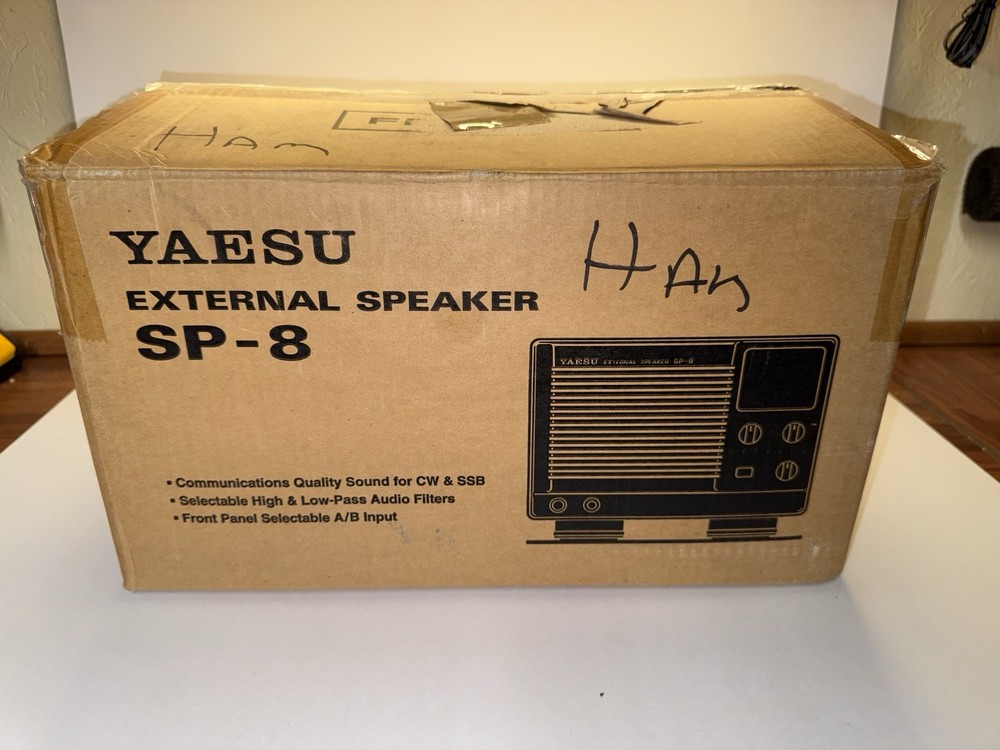 HAM
YAESU
EXTERNAL SPEAKER
SP-8
HAM
YAESU EXTERNAL SPEAKER SP-8
▪ Communications Quality Sound for CW & SSB
▪ Selectable High & Low-Pass Audio Filters
▪ Front Panel Selectable A/B Input